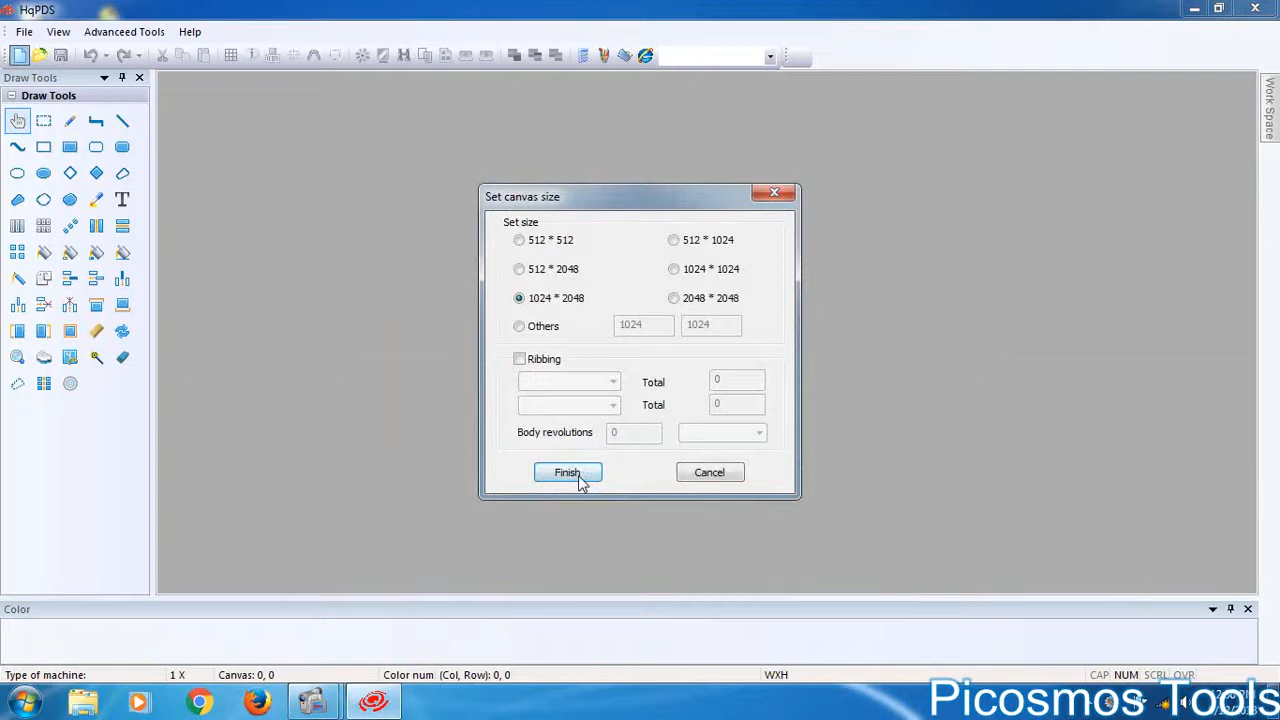 HqPDS
File View Advanceed Tools Help
Draw Tools
Draw Tools
Work Space
Set canvas size
Set size
512 * 512 512 * 1024
512 * 2048 1024 * 1024
1024 * 2048 2048 * 2048
Others 1024 1024
Ribbing
Total 0
Total 0
Body revolutions 0
Finish Cancel
Color
Type of machine: 1 X Canvas: 0, 0 Color num (Col, Row): 0, 0 WXH CAP NUM SCRL OVR
Picosmos Tools